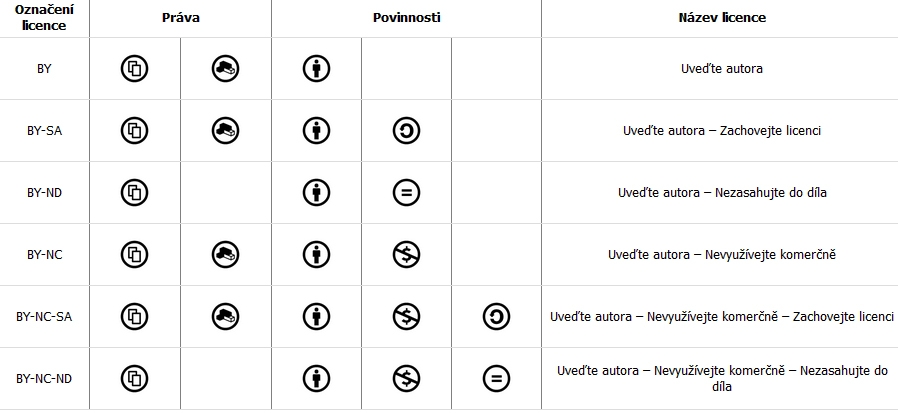 Označení
licence
Práva
Povinnosti
Název licence
BY
Uveďte autora
BY-SA
Uveďte autora – Zachovejte licenci
BY-ND
Uveďte autora – Nezasahujte do díla
BY-NC
Uveďte autora – Nevyužívejte komerčně
BY-NC-SA
Uveďte autora – Nevyužívejte komerčně – Zachovejte licenci
BY-NC-ND
Uveďte autora – Nevyužívejte komerčně – Nezasahujte do
díla